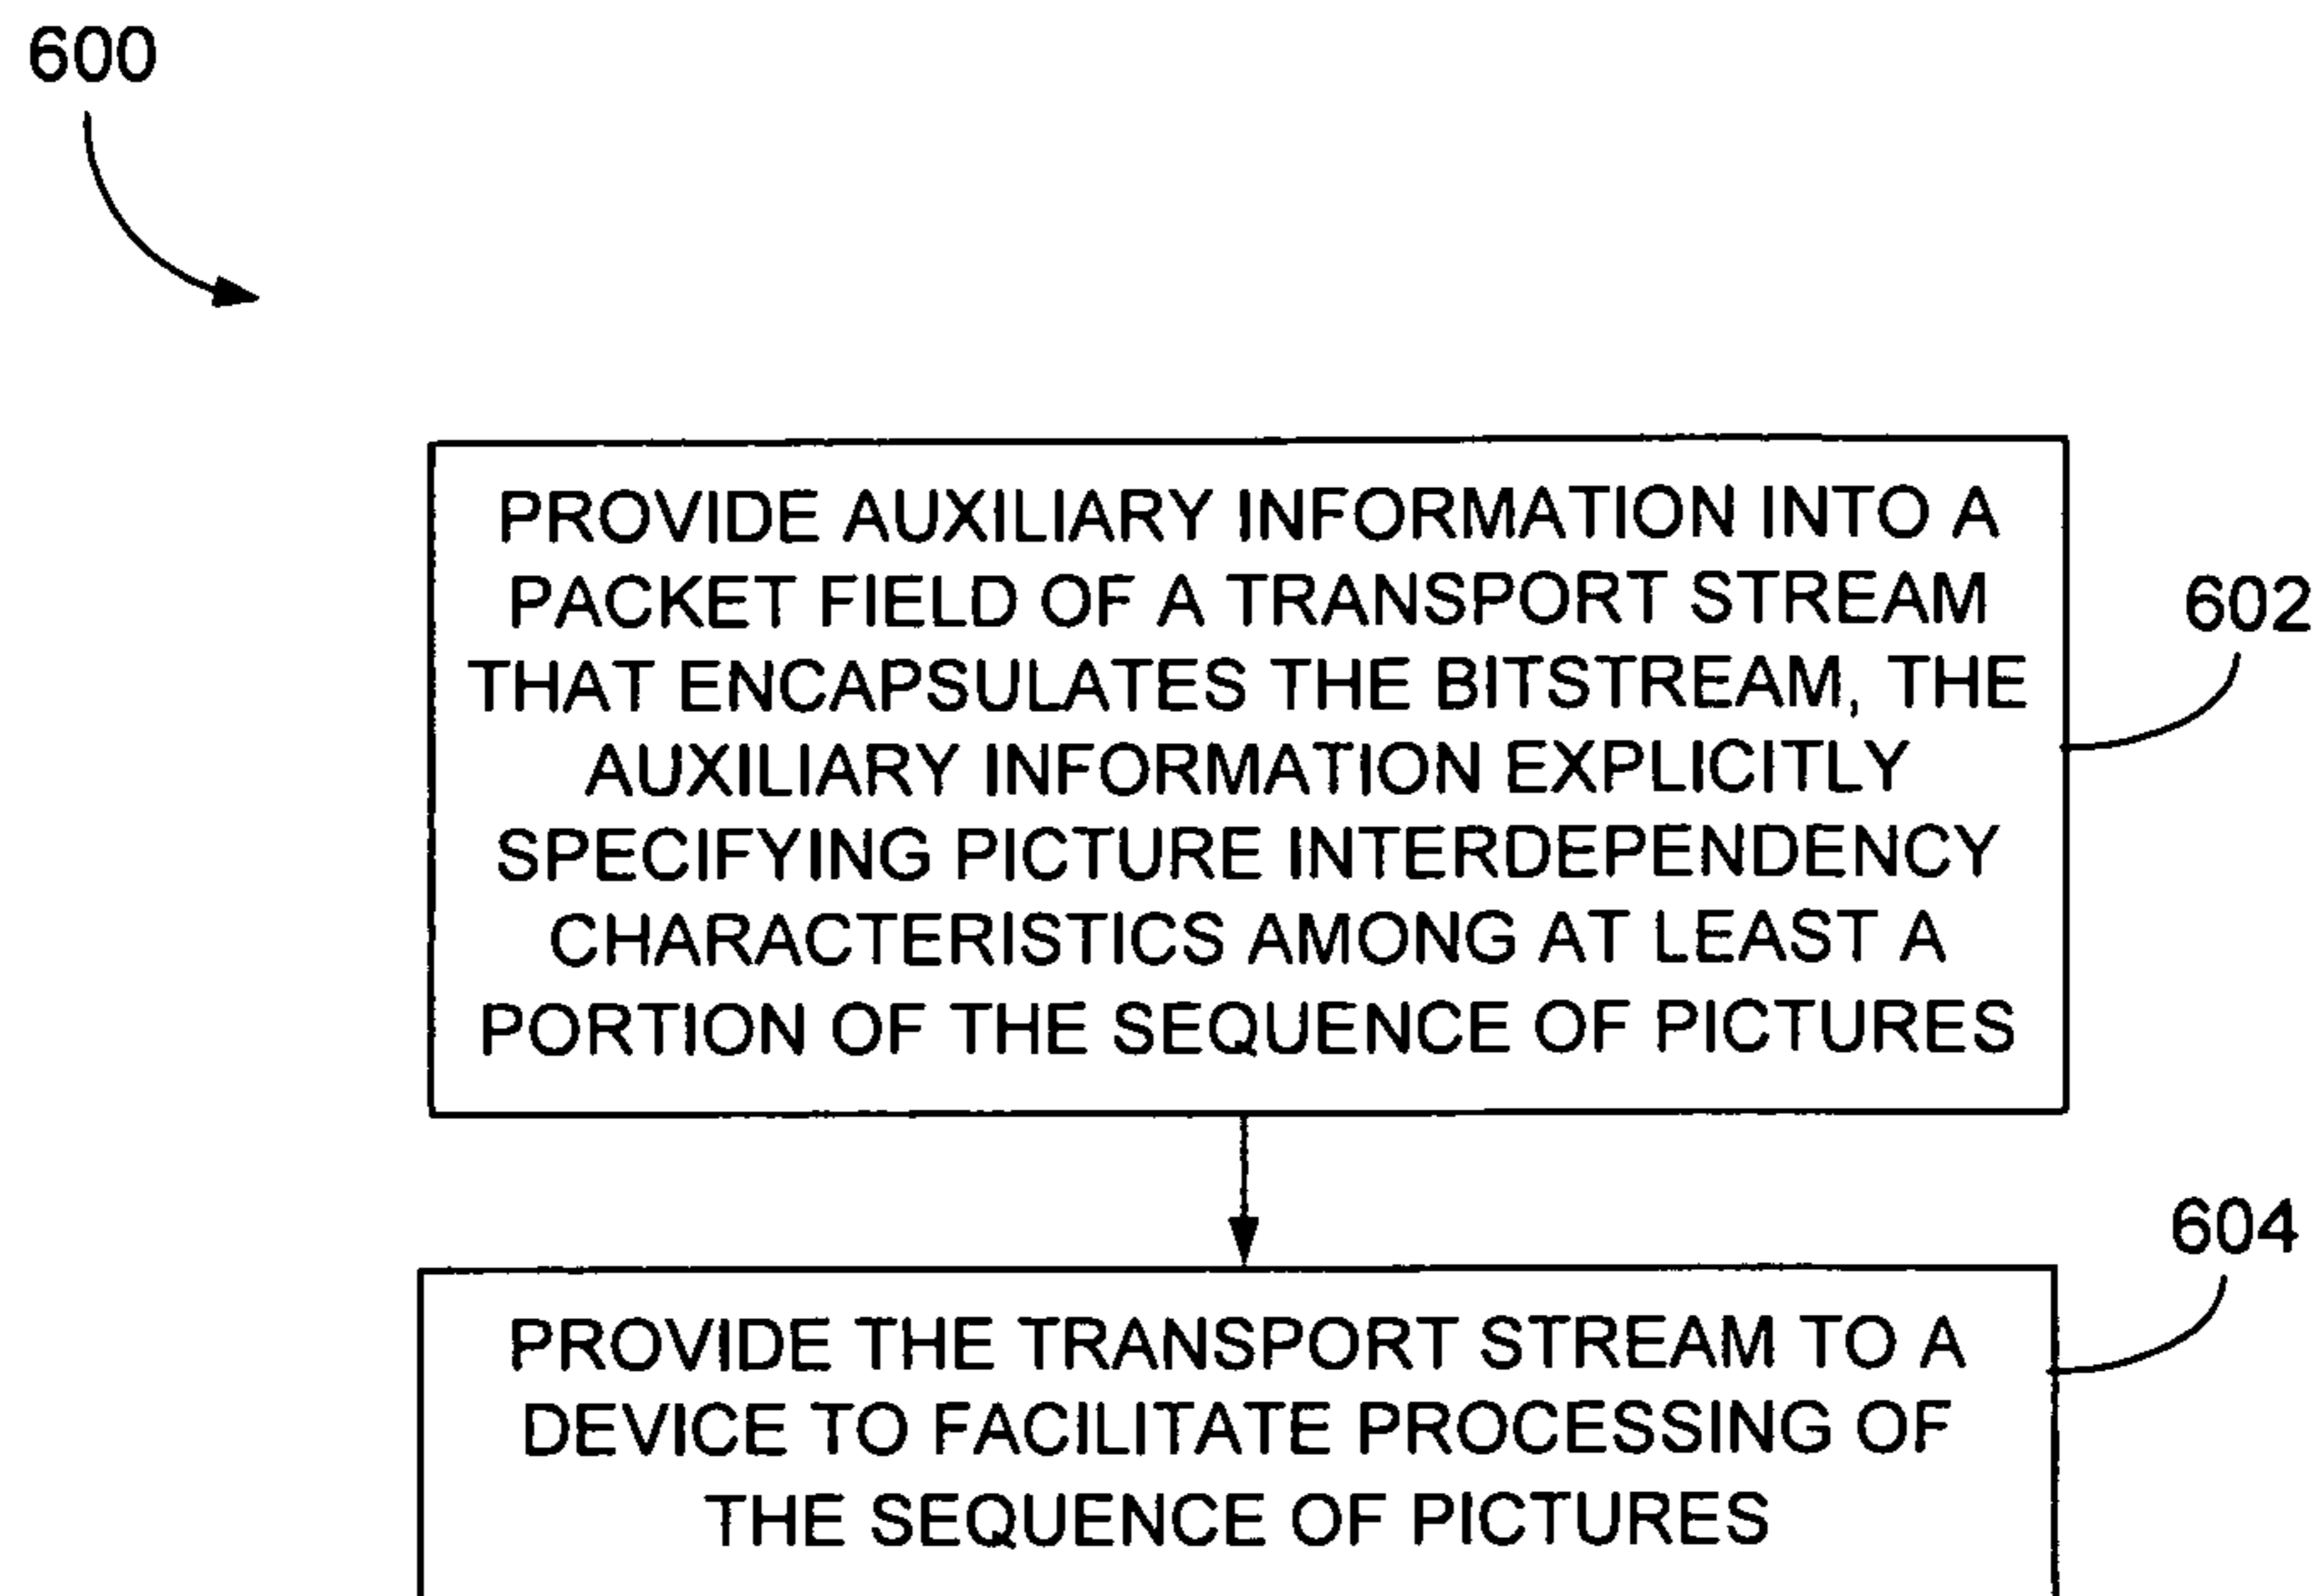 600
PROVIDE AUXILIARY INFORMATION INTO A
PACKET FIELD OF A TRANSPORT STREAM
THAT ENCAPSULATES THE BITSTREAM, THE
AUXILIARY INFORMATION EXPLICITLY
SPECIFYING PICTURE INTERDEPENDENCY
CHARACTERISTICS AMONG AT LEAST A
PORTION OF THE SEQUENCE OF PICTURES
602
604
PROVIDE THE TRANSPORT STREAM TO A
DEVICE TO FACILITATE PROCESSING OF
THE SEQUENCE OF PICTURES